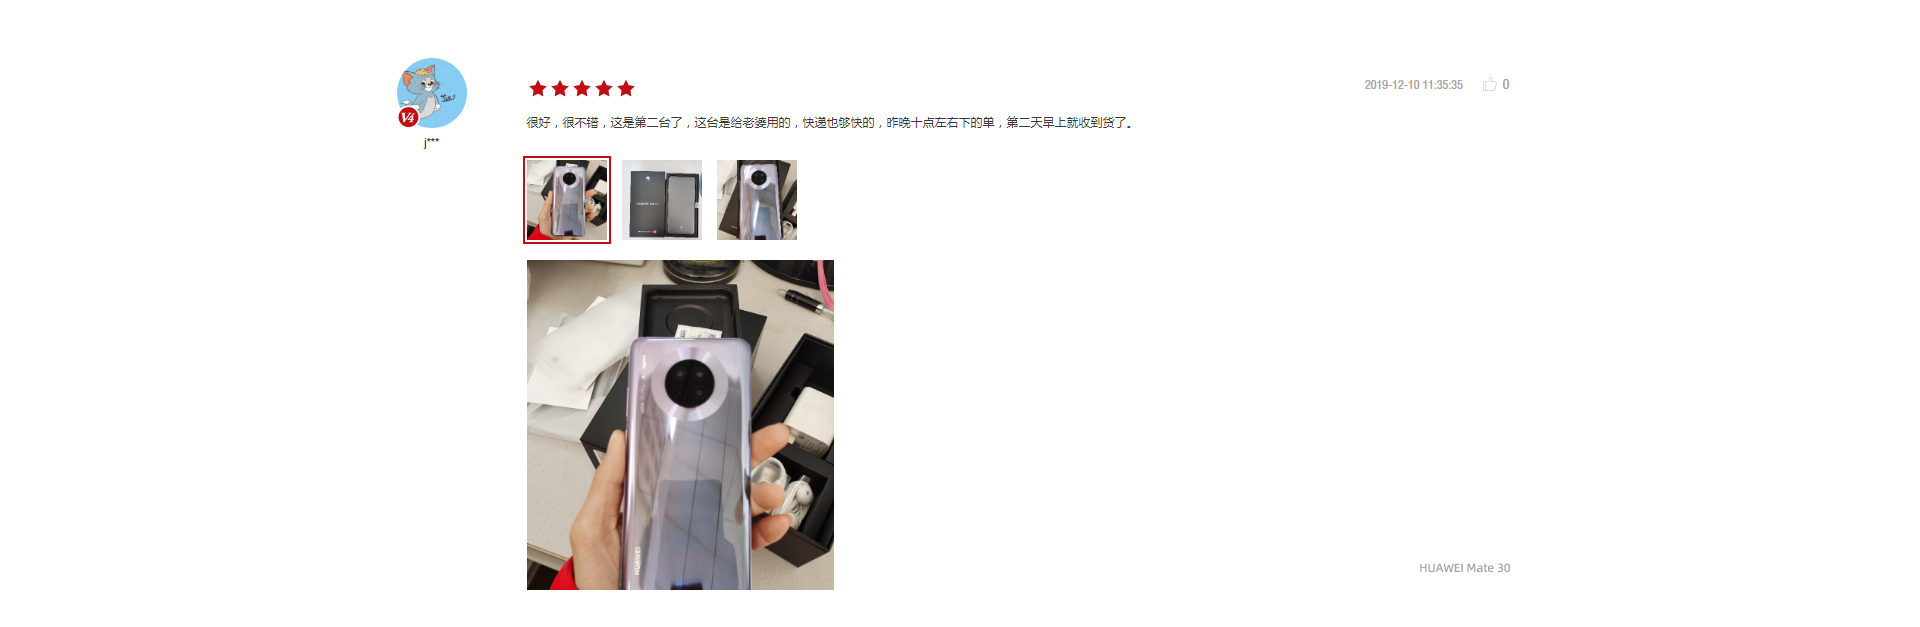 2019-12-10 11:35:35
0
很好，很不错，这是第二台了，这台是给老婆用的，快递也够快的，昨晚十点左右下的单，第二天早上就收到货了。
V4
j***
HUAWEI
HUAWEI Mate 30